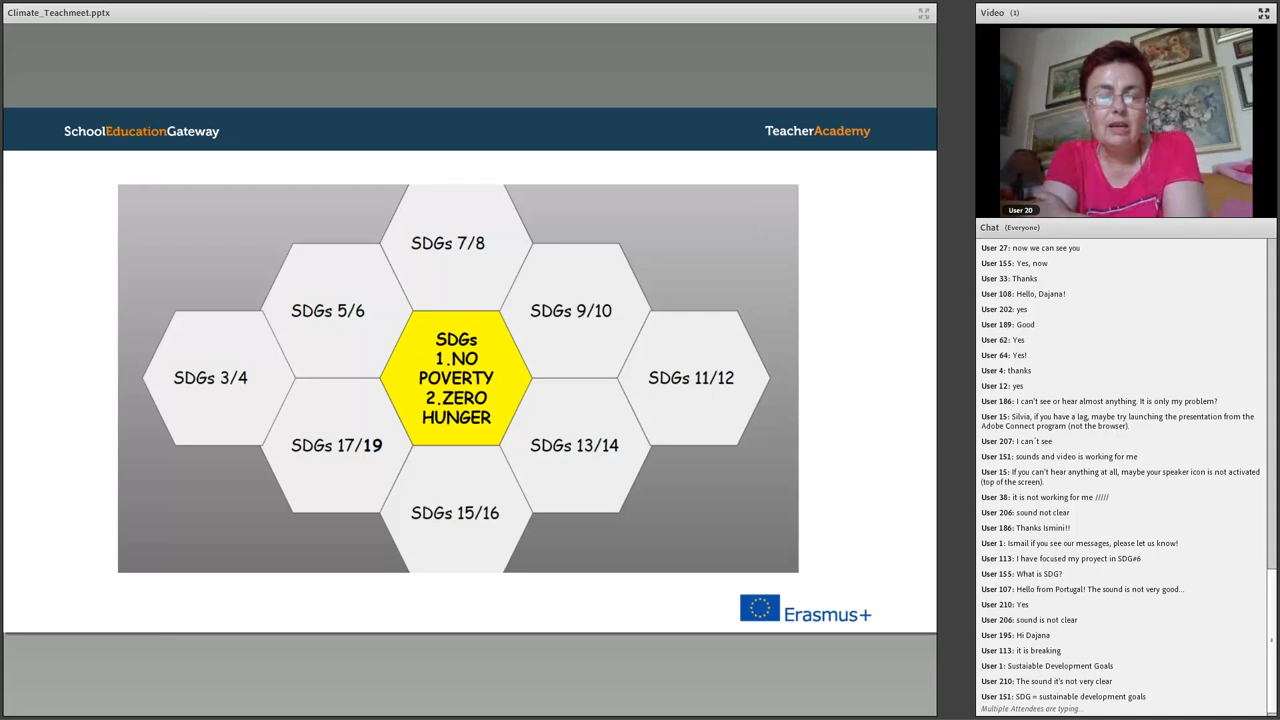 Climate_Teachmeet.pptx
SchoolEducationGateway
TeacherAcademy
SDGs 7/8
SDGs 5/6
SDGs 9/10
SDGs
1.NO
POVERTY
2.ZERO
HUNGER
SDGs 3/4
SDGs 11/12
SDGs 17/19
SDGs 13/14
SDGs 15/16
Erasmus+
Video (1)
User 20
Chat (Everyone)
User 27: now we can see you
User 155: Yes, now
User 33: Thanks
User 108: Hello, Dajana!
User 202: yes
User 189: Good
User 62: Yes
User 64: Yes!
User 4: thanks
User 12: yes
User 186: I can't see or hear almost anything. It is only my problem?
User 15: Silvia, if you have a lag, maybe try launching the presentation from the
Adobe Connect program (not the browser).
User 207: I can´t see
User 151: sounds and video is working for me
User 15: If you can't hear anything at all, maybe your speaker icon is not activated
(top of the screen).
User 38: it is not working for me /////
User 206: sound not clear
User 186: Thanks Ismini!!
User 1: Ismail if you see our messages, please let us know!
User 113: I have focused my proyect in SDG#6
User 155: What is SDG?
User 107: Hello from Portugal! The sound is not very good...
User 210: Yes
User 206: sound is not clear
User 195: Hi Dajana
User 113: it is breaking
User 1: Sustaiable Development Goals
User 210: The sound it's not very clear
User 151: SDG = sustainable development goals
Multiple Attendees are typing...